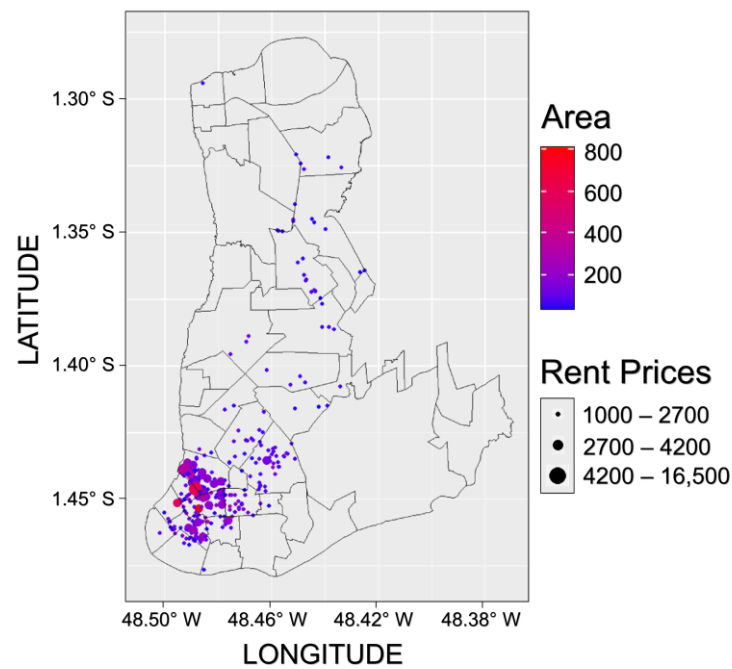 Area
800
600
400
200
Rent Prices
1000 – 2700
2700 – 4200
4200 – 16,500
LATITUDE
1.30° S
1.35° S
1.40° S
1.45° S
48.50° W 48.46° W 48.42° W 48.38° W
LONGITUDE